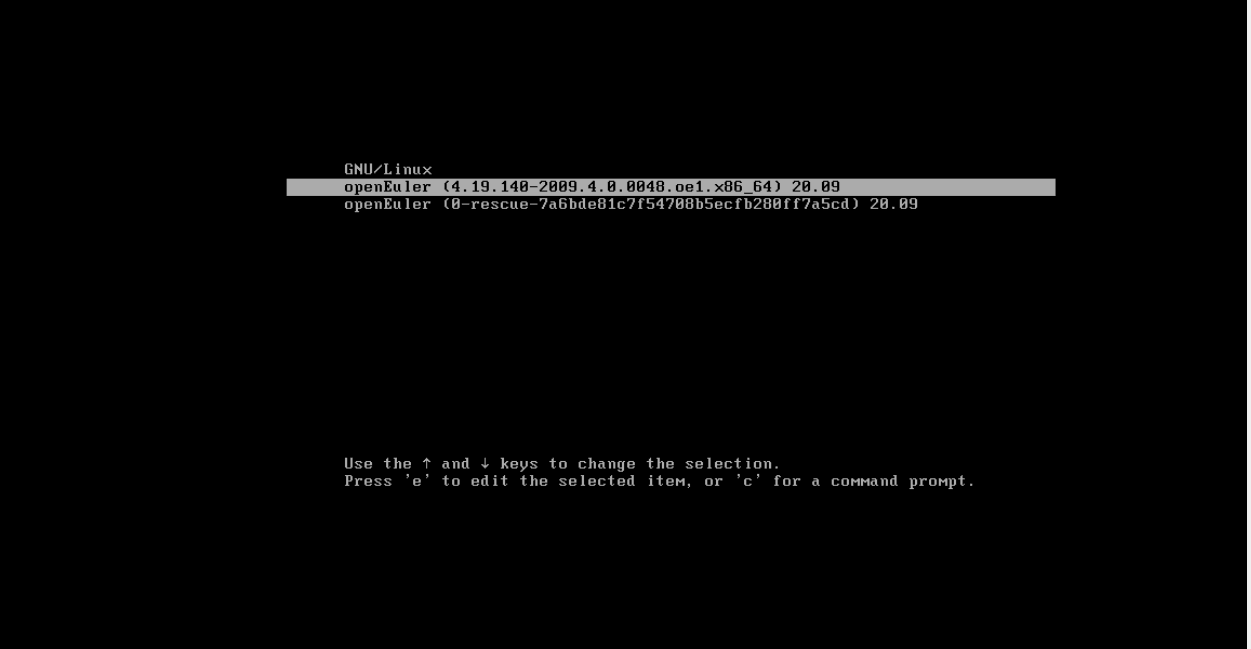 GNU/Linux
openEuler (4.19.140-2009.4.0.0048.oe1.x86_64) 20.09
openEuler (0-rescue-7a6bde81c7f54708b5ecfb280ff7a5cd) 20.09
Use the ↑ and ↓ keys to change the selection.
Press 'e' to edit the selected item, or 'c' for a command prompt.